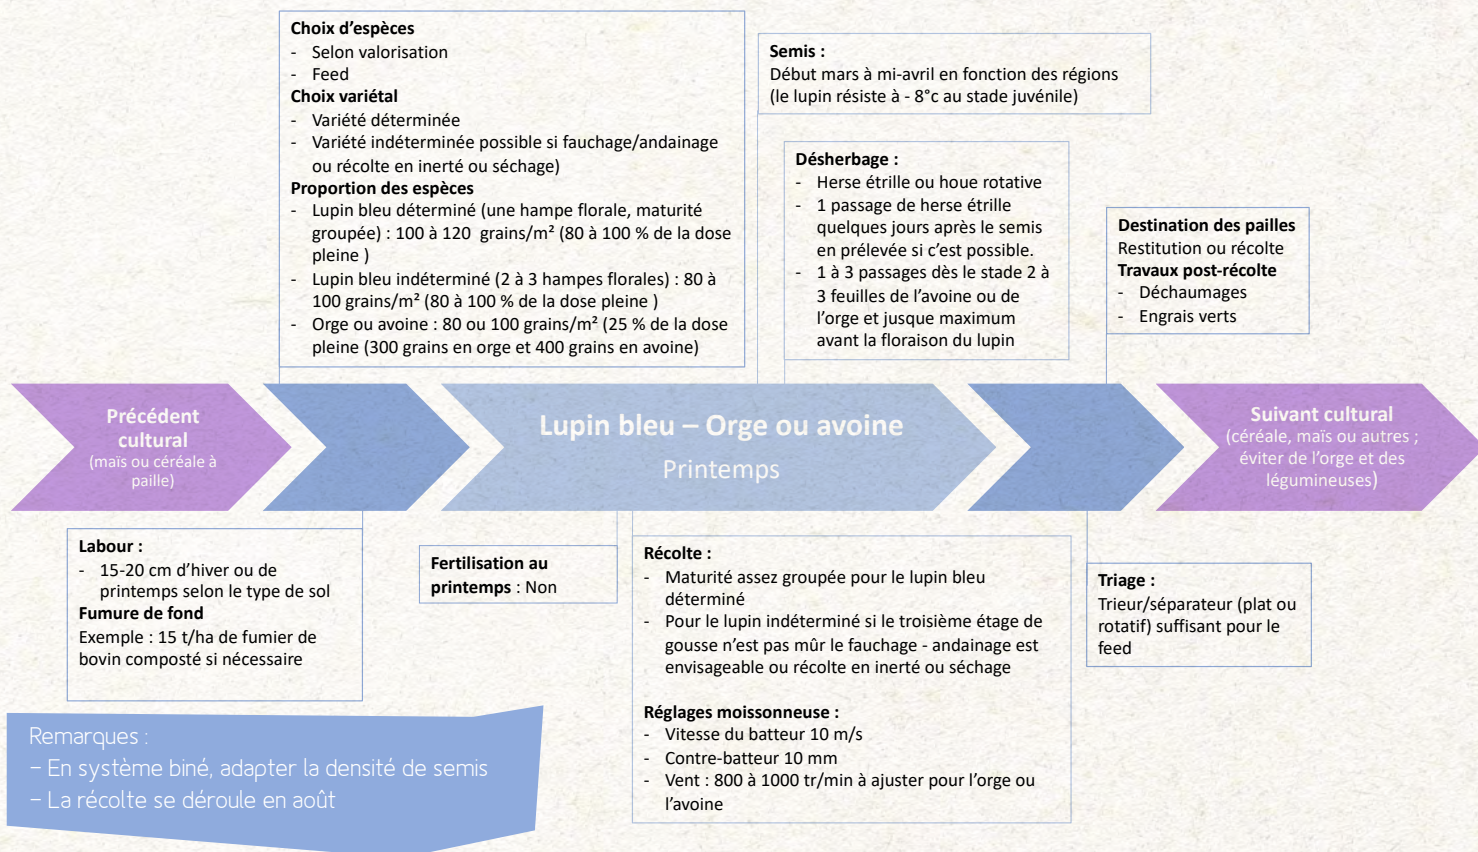 Choix d'espèces
- Selon valorisation
- Feed
Choix variétal
- Variété déterminée
- Variété indéterminée possible si fauchage/andainage
ou récolte en inerté ou séchage)
Proportion des espèces
- Lupin bleu déterminé (une hampe florale, maturité
groupée) : 100 à 120 grains/m² (80 à 100 % de la dose
pleine )
- Lupin bleu indéterminé (2 à 3 hampes florales) : 80 à
100 grains/m² (80 à 100 % de la dose pleine )
- Orge ou avoine : 80 ou 100 grains/m² (25 % de la dose
pleine (300 grains en orge et 400 grains en avoine)
Semis :
Début mars à mi-avril en fonction des régions
(le lupin résiste à - 8°c au stade juvénile)
Désherbage :
- Herse étrille ou houe rotative
- 1 passage de herse étrille
quelques jours après le semis
en prélevée si c'est possible.
- 1 à 3 passages dès le stade 2 à
3 feuilles de l'avoine ou de
l'orge et jusque maximum
avant la floraison du lupin
Destination des pailles
Restitution ou récolte
Travaux post-récolte
- Déchaumages
- Engrais verts
Précédent
cultural
(maïs ou céréale à
paille)
Lupin bleu – Orge ou avoine
Printemps
Suivant cultural
(céréale, maïs ou autres ;
éviter de l'orge et des
légumineuses)
Labour :
- 15-20 cm d'hiver ou de
printemps selon le type de sol
Fumure de fond
Exemple : 15 t/ha de fumier de
bovin composté si nécessaire
Fertilisation au
printemps : Non
Récolte :
- Maturité assez groupée pour le lupin bleu
déterminé
- Pour le lupin indéterminé si le troisième étage de
gousse n'est pas mûr le fauchage - andainage est
envisageable ou récolte en inerté ou séchage
Réglages moissonneuse :
- Vitesse du batteur 10 m/s
- Contre-batteur 10 mm
- Vent : 800 à 1000 tr/min à ajuster pour l'orge ou
l'avoine
Triage :
Trieur/séparateur (plat ou
rotatif) suffisant pour le
feed
Remarques :
– En système biné, adapter la densité de semis
– La récolte se déroule en août